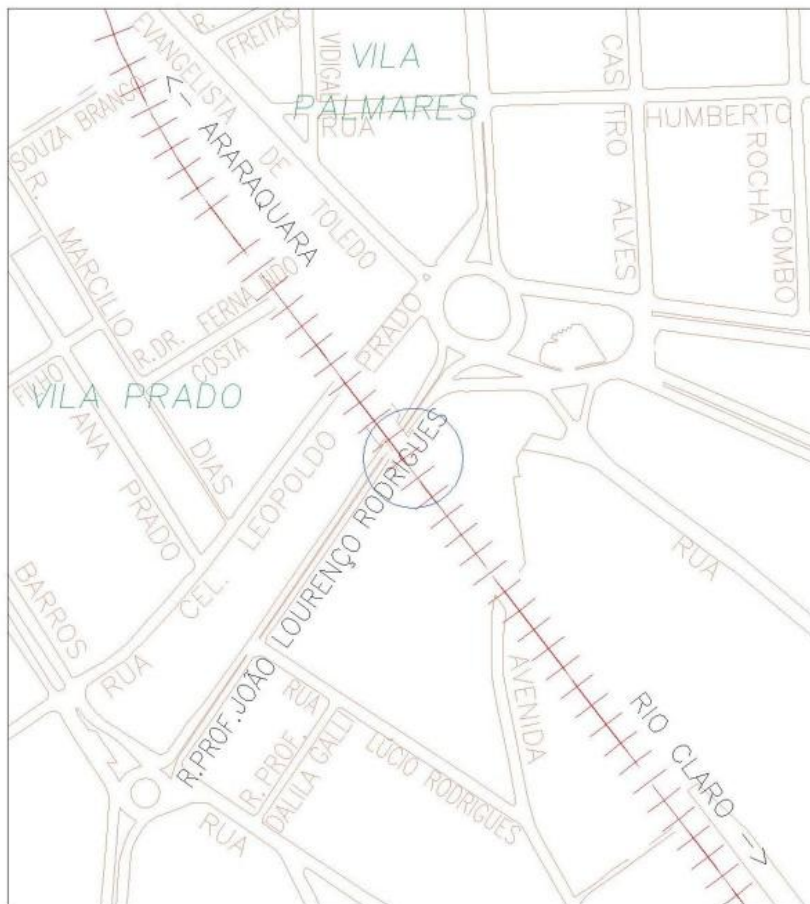 R.
FREITAS
EVANGELISTA DE TOLEDO
VIDIGAL
VILA
PALMARES
RUA
CASTRO ALVES
HUMBERTO
ROCHA
POMBO
SOUZA BRANCO
<- ARARAQUARA
R. MARCILIO DIAS
R.DR. FERNANDO
COSTA
FILHO
VILA PRADO
ANA PRADO
BARROS
RUA CEL. LEOPOLDO PRADO
R.PROF.JOÃO LOURENÇO RODRIGUES
RUA
AVENIDA
RIO CLARO ->
RUA LÚCIO RODRIGUES
R. PROF.
DALILA GALLI
RUA